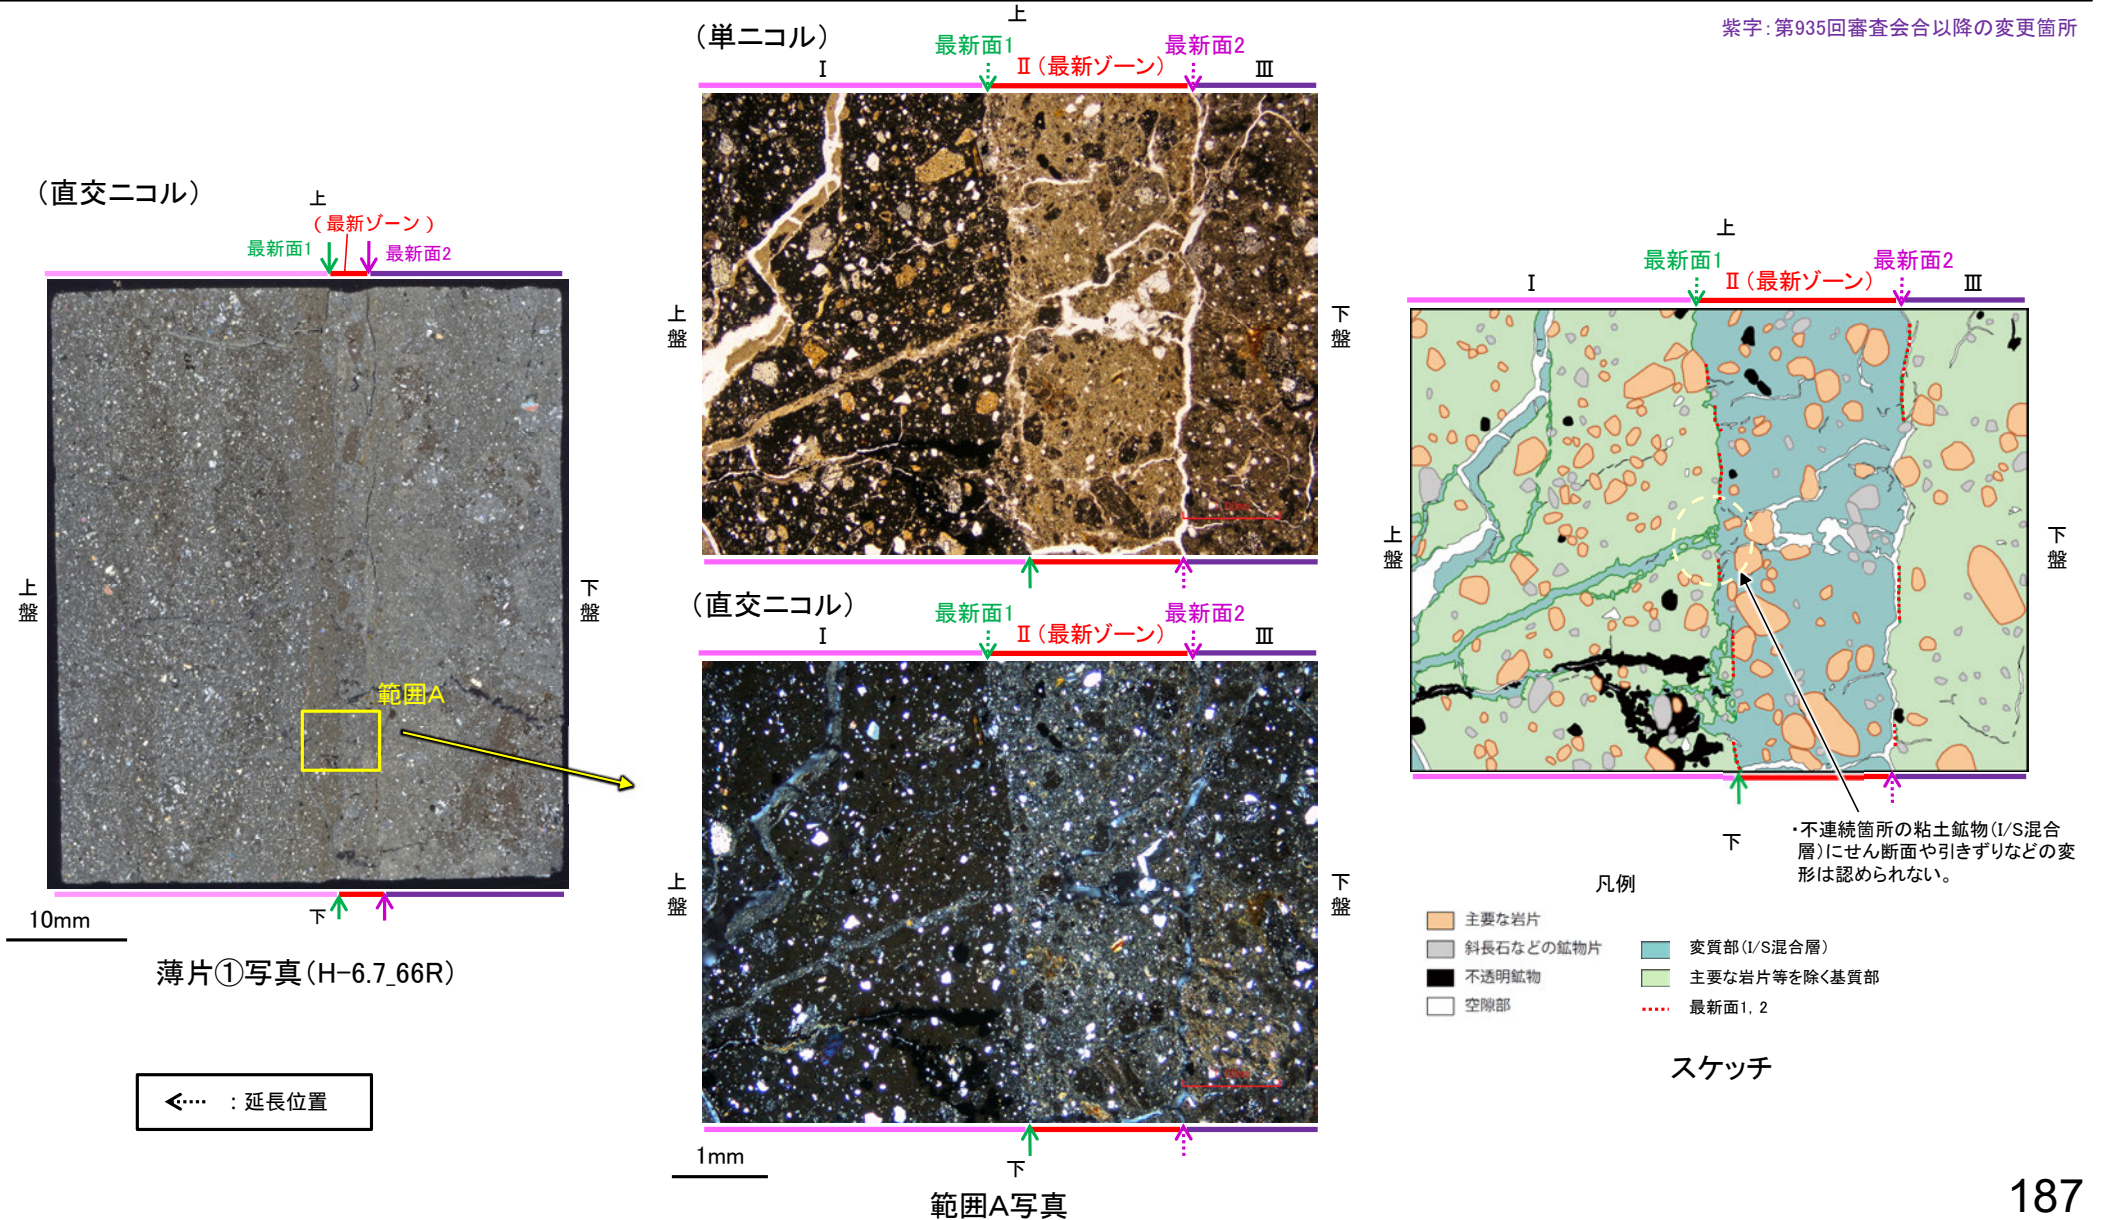 紫字：第935回審査会合以降の変更箇所
（直交ニコル）
上
（最新ゾーン）
最新面1
最新面2
上盤
下盤
範囲A
下
10mm
薄片①写真(H-6.7_66R)
：延長位置
（単ニコル）
上
最新面1
最新面2
Ⅰ
Ⅱ（最新ゾーン）
Ⅲ
上盤
下盤
（直交ニコル）
最新面1
最新面2
Ⅰ
Ⅱ（最新ゾーン）
Ⅲ
上盤
下盤
1mm
下
範囲A写真
上
最新面1
最新面2
Ⅰ
Ⅱ（最新ゾーン）
Ⅲ
上盤
下盤
下
・不連続箇所の粘土鉱物(I/S混合
層)にせん断面や引きずりなどの変
形は認められない。
凡例
主要な岩片
斜長石などの鉱物片
不透明鉱物
空隙部
変質部(I/S混合層)
主要な岩片等を除く基質部
最新面1, 2
スケッチ
187